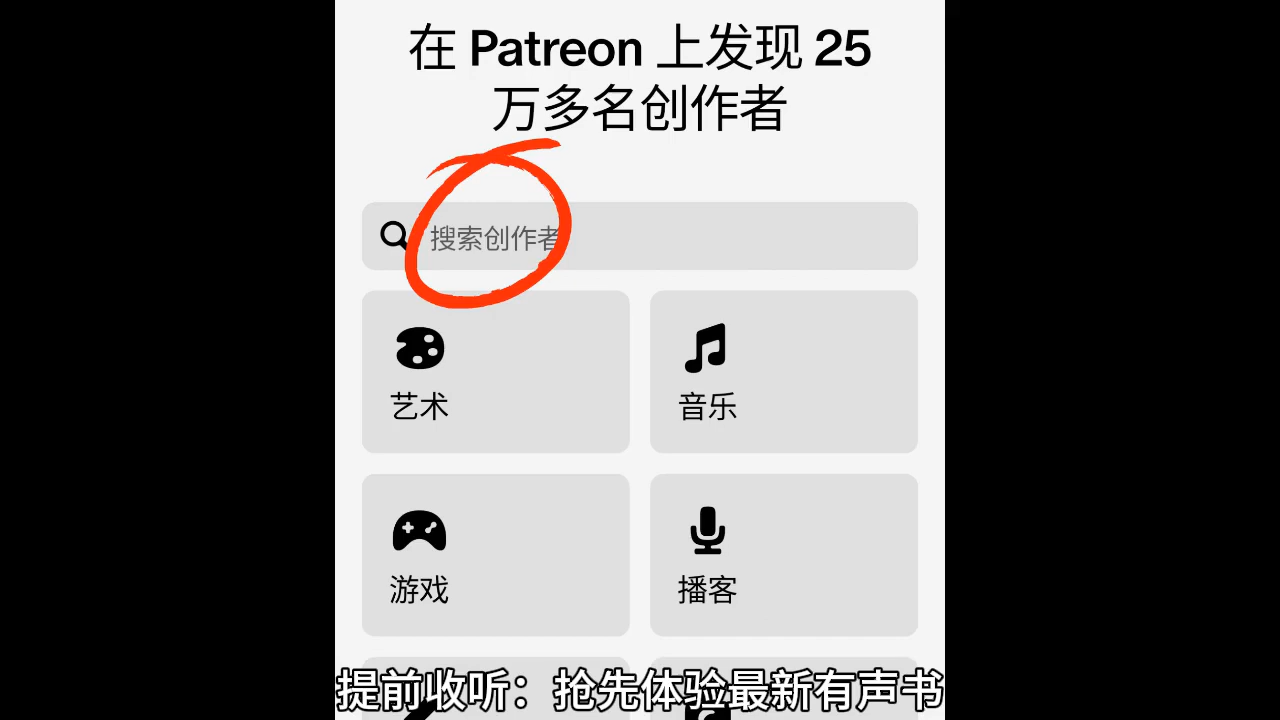 在 Patreon 上发现 25
万多名创作者
搜索创作者
艺术
音乐
游戏
播客
提前收听：抢先体验最新有声书